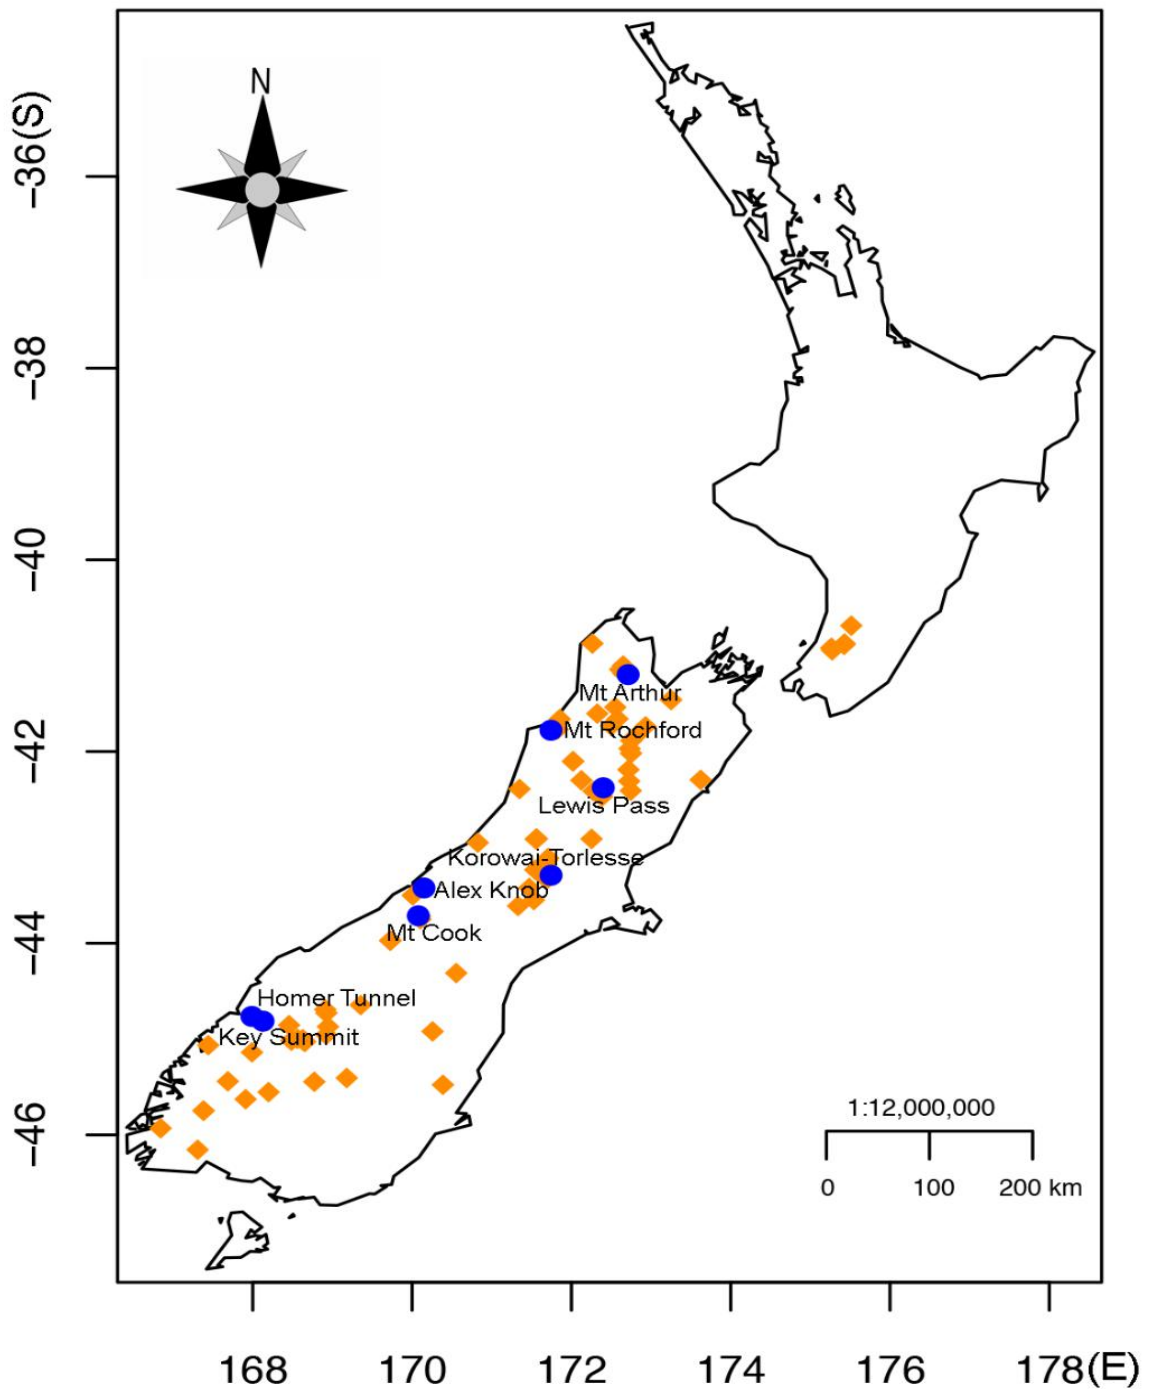 N
−36(S)
−38
−40
−42
−44
−46
Mt Arthur
Mt Rochford
Lewis Pass
Korowai-Torlesse
Alex Knob
Mt Cook
Homer Tunnel
Key Summit
1:12,000,000
0 100 200 km
168 170 172 174 176 178(E)